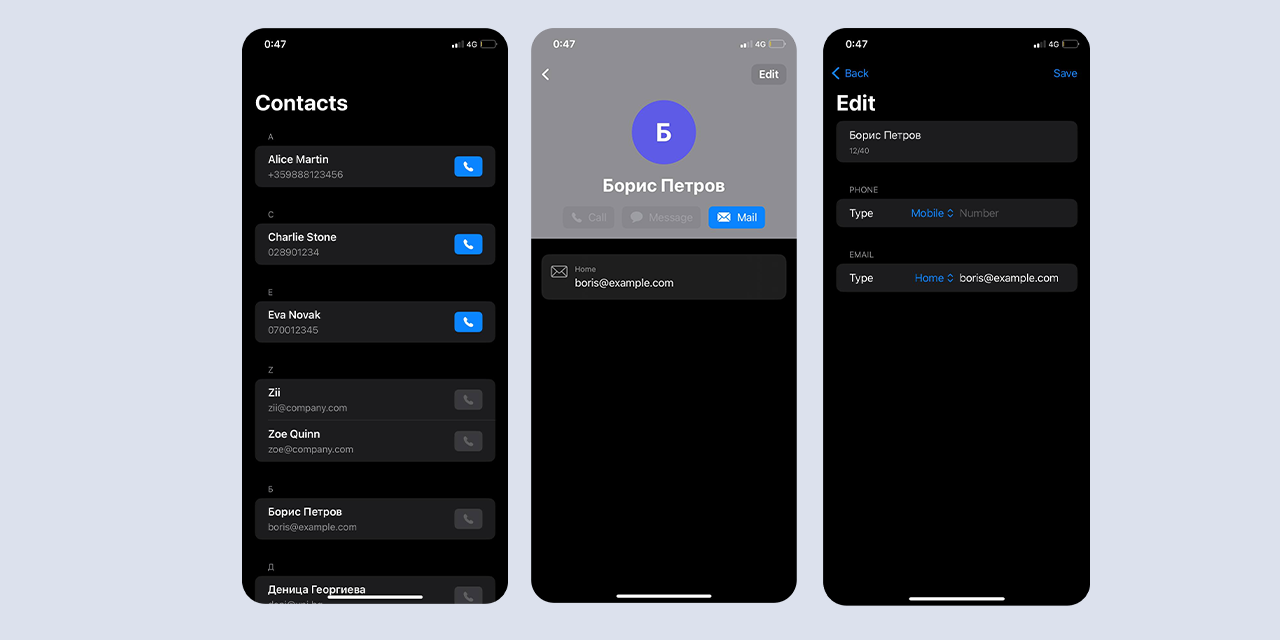 0:47
4G
Contacts
A
Alice Martin
+359888123456
C
Charlie Stone
028901234
E
Eva Novak
070012345
Z
Zii
zii@company.com
Zoe Quinn
zoe@company.com
Б
Борис Петров
boris@example.com
Д
Деница Георгиева
0:47
4G
Edit
Б
Борис Петров
Call
Message
Mail
Home
boris@example.com
0:47
4G
Back
Save
Edit
Борис Петров
12/40
PHONE
Type
Mobile
Number
EMAIL
Type
Home
boris@example.com